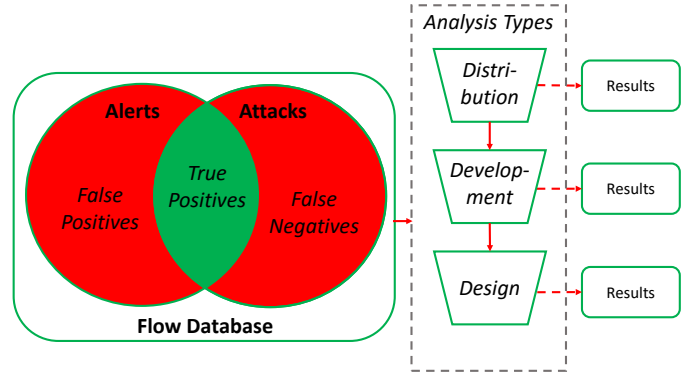 Alerts
Attacks
False
Positives
True
Positives
False
Negatives
Flow Database
Analysis Types
Distri-
bution
Results
Develop-
ment
Results
Design
Results